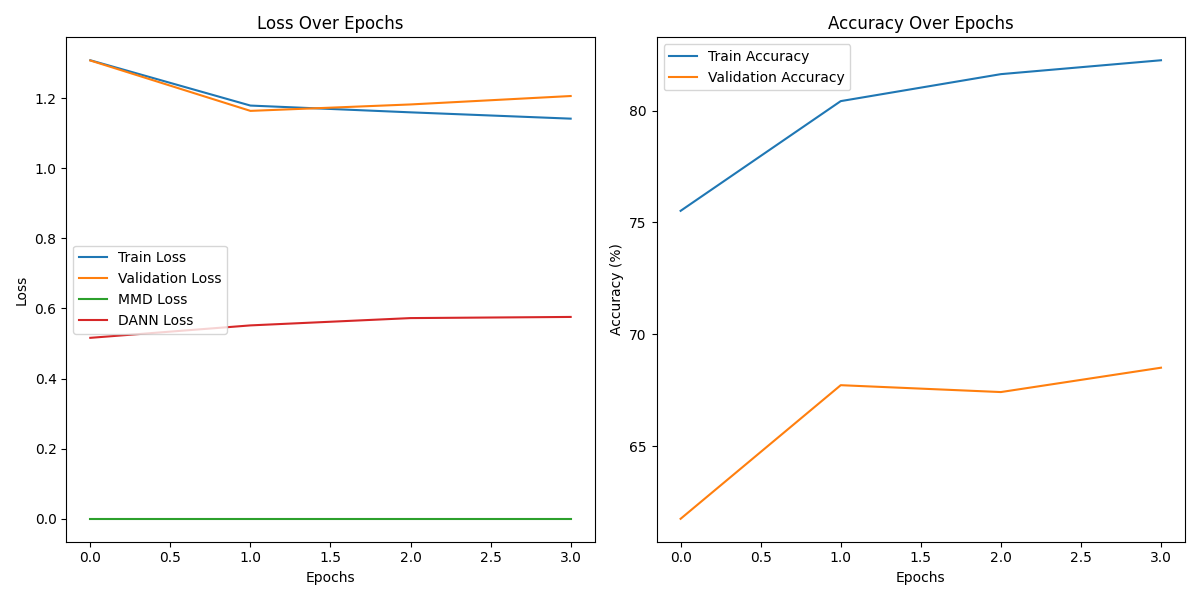 Loss Over Epochs
1.2
1.0
0.8
0.6
0.4
0.2
0.0
Loss
Train Loss
Validation Loss
MMD Loss
DANN Loss
0.0 0.5 1.0 1.5 2.0 2.5 3.0
Epochs
Accuracy Over Epochs
Train Accuracy
Validation Accuracy
80
75
70
65
Accuracy (%)
0.0 0.5 1.0 1.5 2.0 2.5 3.0
Epochs